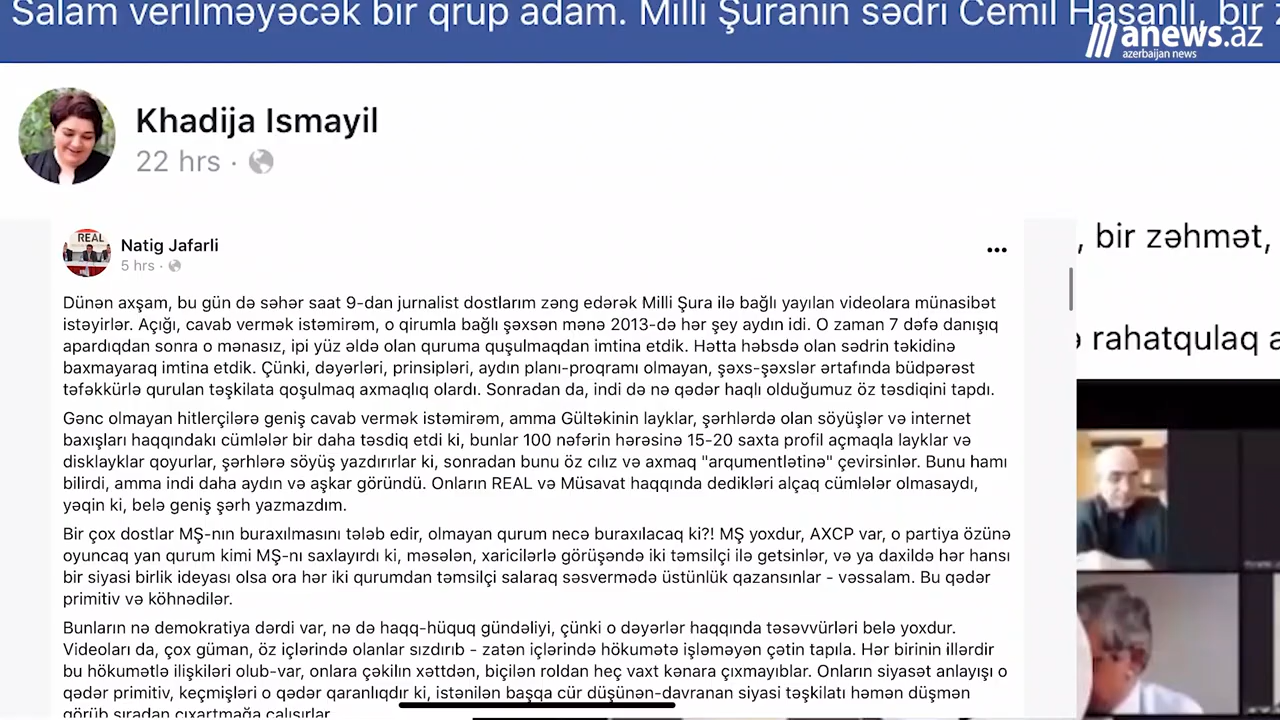 Salam verilməyəcək bir qrup adam. Milli Şuranın sədri Cemil Həsənli, bir
anews.az
azerbaijan news
Khadija Ismayil
22 hrs ·
REAL
Natig Jafarli
5 hrs ·
Dünən axşam, bu gün də səhər saat 9-dan jurnalist dostlarım zəng edərək Milli Şura ilə bağlı yayılan videolara münasibət
istəyirlər. Açığı, cavab vermək istəmirəm, o qirumla bağlı şəxsən mənə 2013-də hər şey aydın idi. O zaman 7 dəfə danışıq
apardıqdan sonra o mənasız, ipi yüz əldə olan quruma quşulmaqdan imtina etdik. Hətta həbsdə olan sədrin təkidinə
baxmayaraq imtina etdik. Çünki, dəyərləri, prinsipləri, aydın planı-proqramı olmayan, şəxs-şəxslər ərtafında büdpərəst
təfəkkürlə qurulan təşkilata qoşulmaq axmaqlıq olardı. Sonradan da, indi də nə qədər haqlı olduğumuz öz təsdiqini tapdı.
Gənc olmayan hitlerçilərə geniş cavab vermək istəmirəm, amma Gültəkinin layklar, şərhlərdə olan söyüşlər və internet
baxışları haqqındakı cümlələr bir daha təsdiq etdi ki, bunlar 100 nəfərin hərəsinə 15-20 saxta profil açmaqla layklar və
disklayklar qoyurlar, şərhlərə söyüş yazdırırlar ki, sonradan bunu öz cılız və axmaq "arqumentlətinə" çevirsinlər. Bunu hamı
bilirdi, amma indi daha aydın və aşkar göründü. Onların REAL və Müsavat haqqında dedikləri alçaq cümlələr olmasaydı,
yəqin ki, belə geniş şərh yazmazdım.
Bir çox dostlar MŞ-nın buraxılmasını tələb edir, olmayan qurum necə buraxılacaq ki?! MŞ yoxdur, AXCP var, o partiya özünə
oyuncaq yan qurum kimi MŞ-nı saxlayırdı ki, məsələn, xaricilərlə görüşəndə iki təmsilçi ilə getsinlər, və ya daxildə hər hansı
bir siyasi birlik ideyası olsa ora hər iki qurumdan təmsilçi salaraq səsvermədə üstünlük qazansınlar - vəssalam. Bu qədər
primitiv və köhnədilər.
Bunların nə demokratiya dərdi var, nə də haqq-hüquq gündəliyi, çünki o dəyərlər haqqında təsəvvürləri belə yoxdur.
Videoları da, çox güman, öz içlərində olanlar sızdırıb - zatən içlərində hökumətə işləməyən çətin tapıla. Hər birinin illərdir
bu hökumətlə ilişkiləri olub-var, onlara çəkilin xəttdən, biçilən roldan heç vaxt kənara çıxmayıblar. Onların siyasət anlayışı o
qədər primitiv, keçmişləri o qədər qaranlıqdır ki, istənilən başqa cür düşünən-davranan siyasi təşkilatı həmən düşmən
görüb sıradan çıxartmağa çalışırlar.
, bir zəhmət,
rahatqulaq